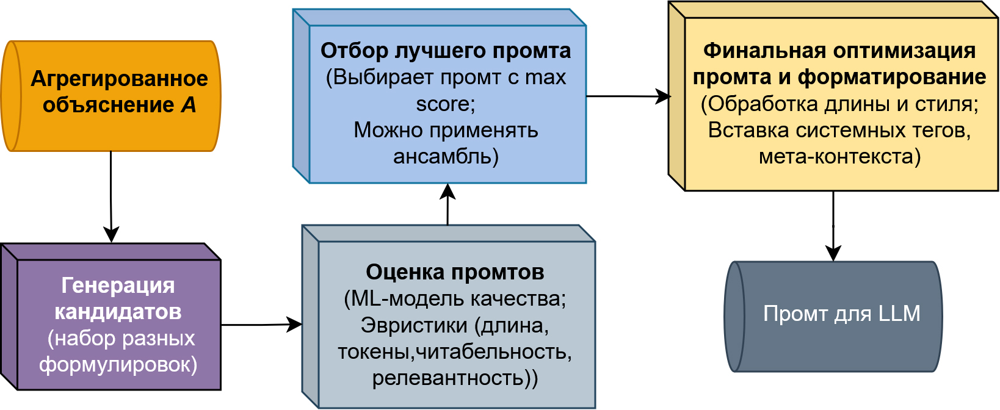 Агрегированное
объяснение A
Генерация
кандидатов
(набор разных
формулировок)
Оценка промтов
(ML-модель качества;
Эвристики (длина,
токены,читабельность,
релевантность))
Отбор лучшего промта
(Выбирает промт с max
score;
Можно применять
ансамбль)
Финальная оптимизация
промта и форматирование
(Обработка длины и стиля;
Вставка системных тегов,
мета-контекста)
Промт для LLM